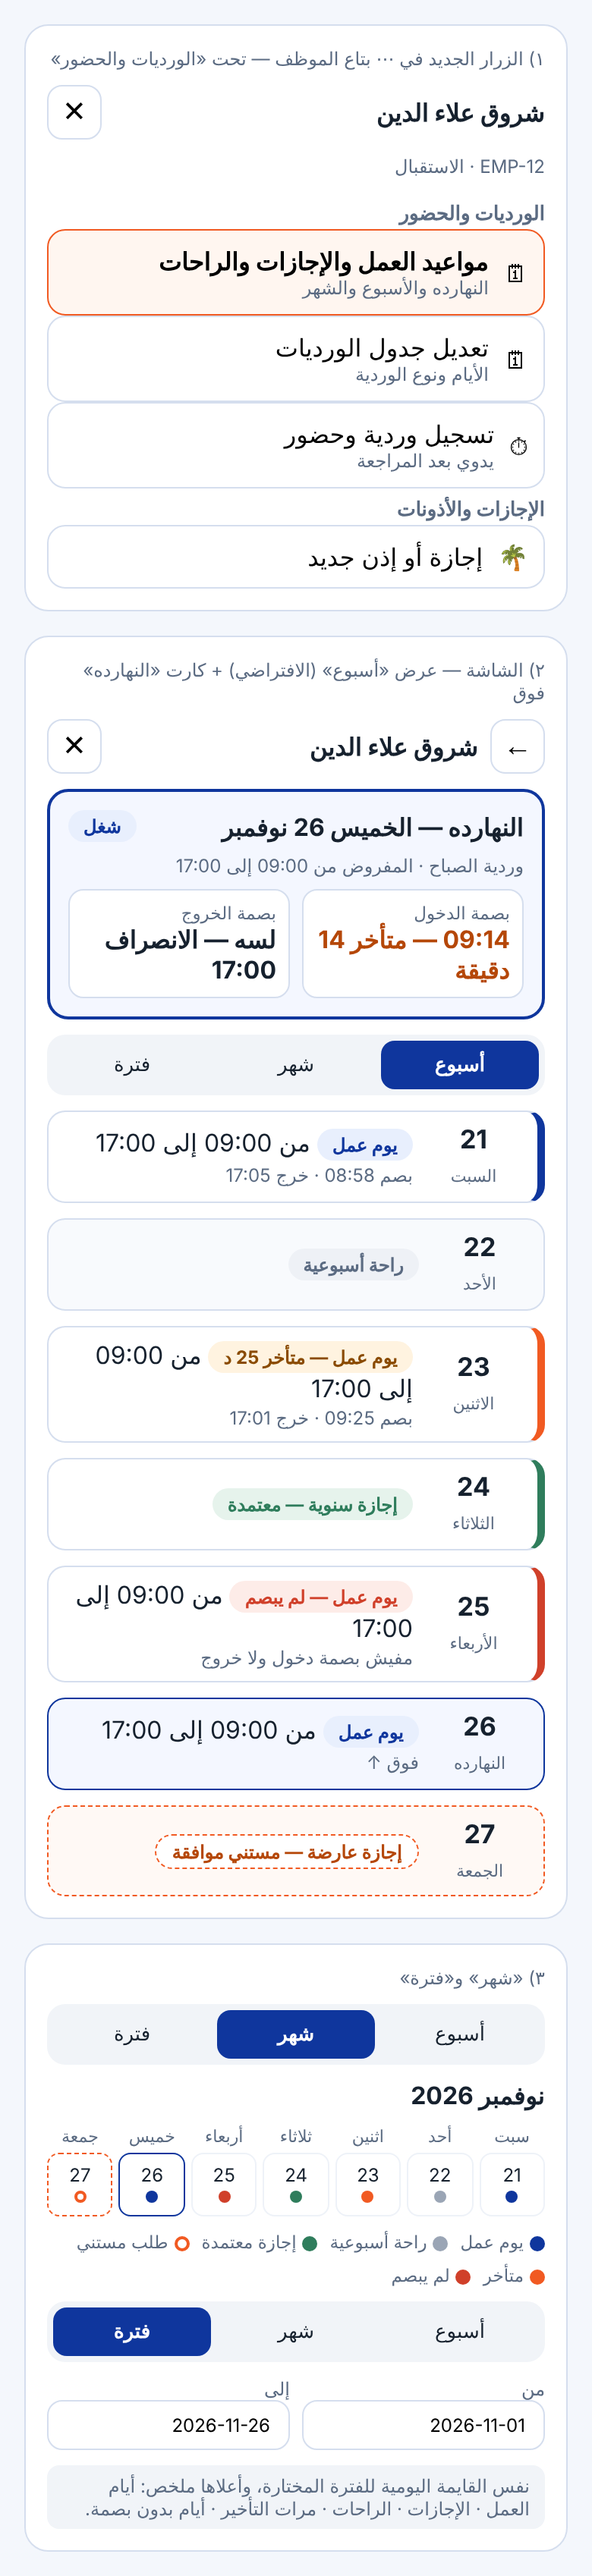 ١) الزرار الجديد في ⋯ بتاع الموظف — تحت «الورديات والحضور»
شروق علاء الدين
✕
EMP-12 · الاستقبال
الورديات والحضور
مواعيد العمل والإجازات والراحات
النهارده والأسبوع والشهر
تعديل جدول الورديات
الأيام ونوع الوردية
تسجيل وردية وحضور
يدوي بعد المراجعة
الإجازات والأذونات
إجازة أو إذن جديد
٢) الشاشة — عرض «أسبوع» (الافتراضي) + كارت «النهارده»
فوق
← شروق علاء الدين
✕
النهارده — الخميس 26 نوفمبر
شغل
وردية الصباح · المفروض من 09:00 إلى 17:00
بصمة الدخول
09:14 — متأخر 14
دقيقة
بصمة الخروج
لسه — الانصراف
17:00
أسبوع شهر فترة
21
السبت
يوم عمل من 09:00 إلى 17:00
بصم 08:58 · خرج 17:05
22
الأحد
راحة أسبوعية
23
الاثنين
يوم عمل — متأخر 25 د من 09:00
إلى 17:00
بصم 09:25 · خرج 17:01
24
الثلاثاء
إجازة سنوية — معتمدة
25
الأربعاء
يوم عمل — لم يبصم من 09:00 إلى
17:00
مفيش بصمة دخول ولا خروج
26
النهارده
يوم عمل من 09:00 إلى 17:00
فوق ↑
27
الجمعة
إجازة عارضة — مستني موافقة
٣) «شهر» و«فترة»
أسبوع شهر فترة
نوفمبر 2026
سبت أحد اثنين ثلاثاء أربعاء خميس جمعة
21 22 23 24 25 26 27
يوم عمل راحة أسبوعية إجازة معتمدة طلب مستني
متأخر لم يبصم
أسبوع شهر فترة
من إلى
2026-11-01 2026-11-26
نفس القايمة اليومية للفترة المختارة، وأعلاها ملخص: أيام
العمل · الإجازات · الراحات · مرات التأخير · أيام بدون بصمة.